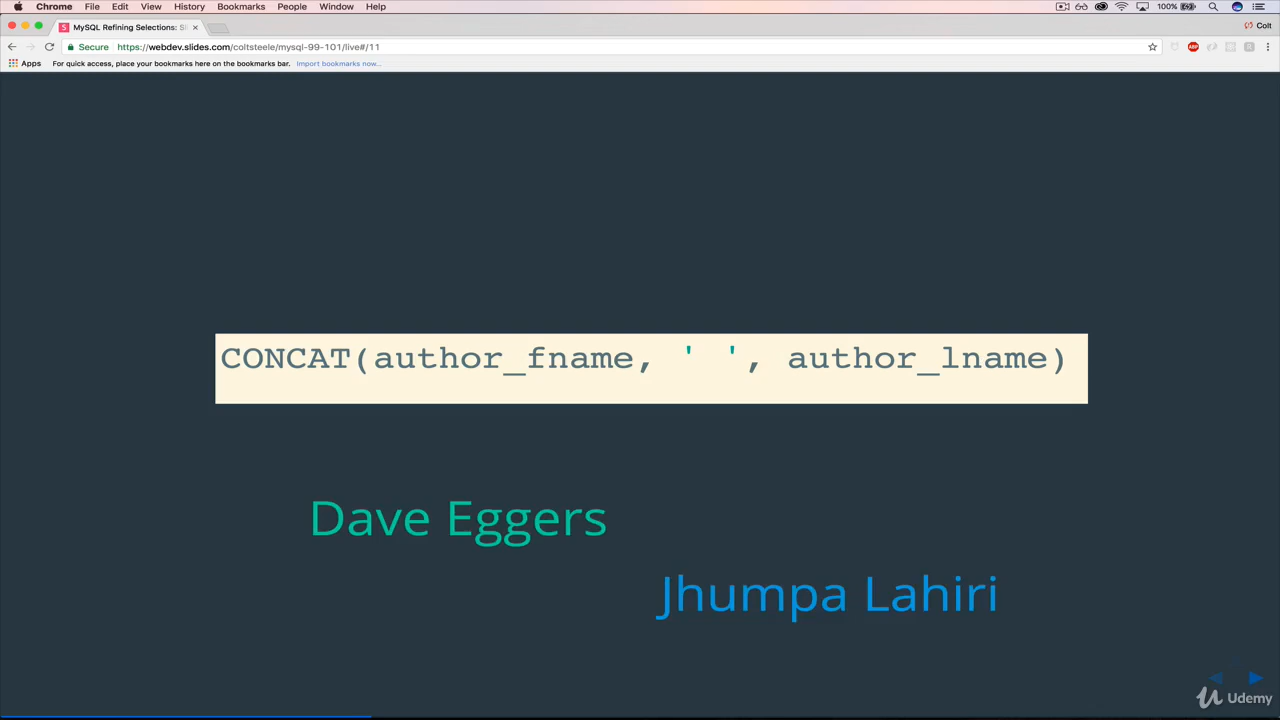 Chrome File Edit View History Bookmarks People Window Help 100%
MySQL Refining Selections: S Colt
Secure https://webdev.slides.com/coltsteele/mysql-99-101/live#/11 ABP
Apps For quick access, place your bookmarks here on the bookmarks bar. Import bookmarks now...
CONCAT(author_fname, ' ', author_lname)
Dave Eggers
Jhumpa Lahiri
Udemy